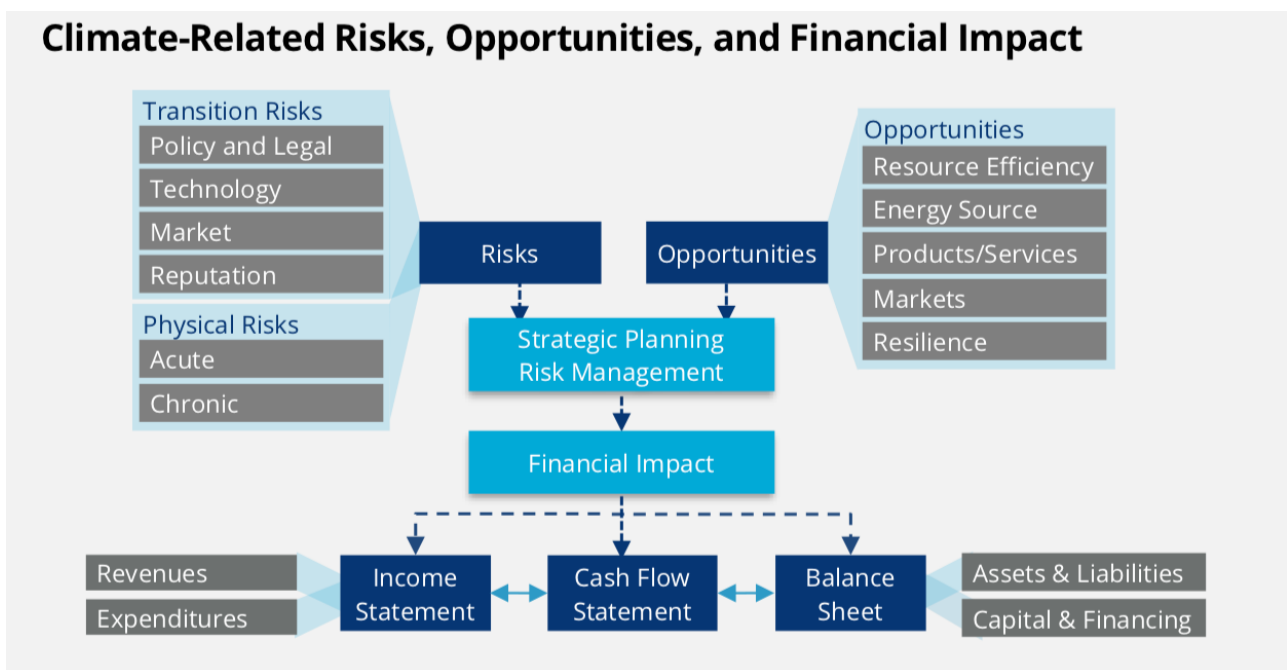 Climate-Related Risks, Opportunities, and Financial Impact
Transition Risks
Policy and Legal
Technology
Market
Reputation
Physical Risks
Acute
Chronic
Risks
Opportunities
Opportunities
Resource Efficiency
Energy Source
Products/Services
Markets
Resilience
Strategic Planning
Risk Management
Financial Impact
Revenues
Expenditures
Income
Statement
Cash Flow
Statement
Balance
Sheet
Assets & Liabilities
Capital & Financing